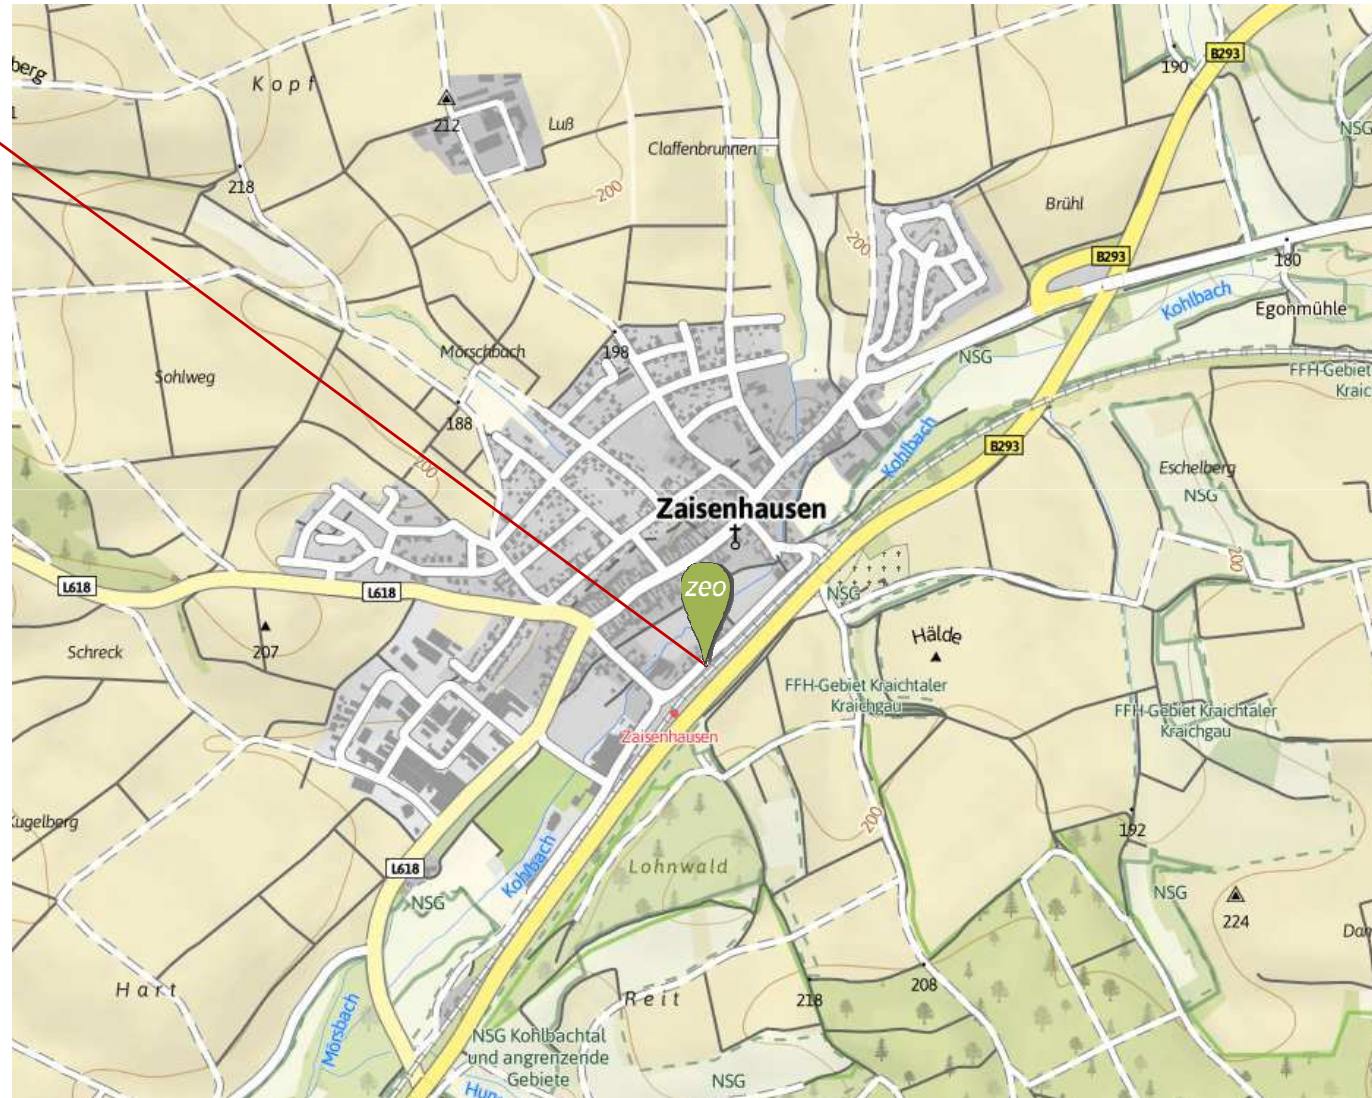 B293
190
berg
Kopf
1
212
Luß
NSG
Claffenbrunnen
218
200
Brühl
200
B293
180
Kohlbach
Egonmühle
Mörschbach
198
NSG
FFH-Gebiet
Kraic
Sohlweg
188
200
Kohlbach
B293
Eschelberg
NSG
Zaisenhausen
200
L618
L618
zeo
NSG
207
Schreck
Hälde
FFH-Gebiet Kraichtaler
Kraichgau
FFH-Gebiet Kraichtaler
Kraichgau
Zaisenhausen
Kugelberg
200
192
L618
Kohlbach
Lohnwald
NSG
NSG
224
Dan
Hart
Reit
218
208
Mörsbach
NSG Kohlbachtal
und angrenzende
Gebiete
NSG